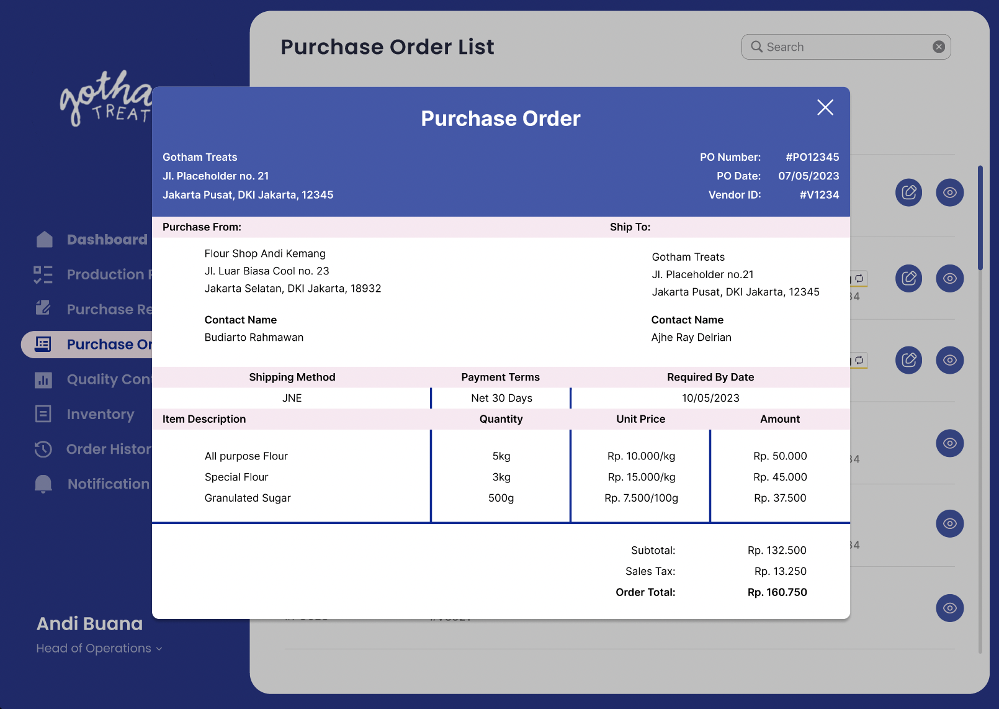 Purchase Order List
Search
gotha
TREAT
Dashboard
Production
Purchase Re
Purchase Or
Quality Con
Inventory
Order Histor
Notification
Andi Buana
Head of Operations
Purchase Order
Gotham Treats
Jl. Placeholder no. 21
Jakarta Pusat, DKI Jakarta, 12345
PO Number: #PO12345
PO Date: 07/05/2023
Vendor ID: #V1234
Purchase From:
Flour Shop Andi Kemang
Jl. Luar Biasa Cool no. 23
Jakarta Selatan, DKI Jakarta, 18932
Contact Name
Budiarto Rahmawan
Ship To:
Gotham Treats
Jl. Placeholder no.21
Jakarta Pusat, DKI Jakarta, 12345
Contact Name
Ajhe Ray Delrian
Shipping Method Payment Terms Required By Date
JNE Net 30 Days 10/05/2023
Item Description Quantity Unit Price Amount
All purpose Flour 5kg Rp. 10.000/kg Rp. 50.000
Special Flour 3kg Rp. 15.000/kg Rp. 45.000
Granulated Sugar 500g Rp. 7.500/100g Rp. 37.500
Subtotal: Rp. 132.500
Sales Tax: Rp. 13.250
Order Total: Rp. 160.750